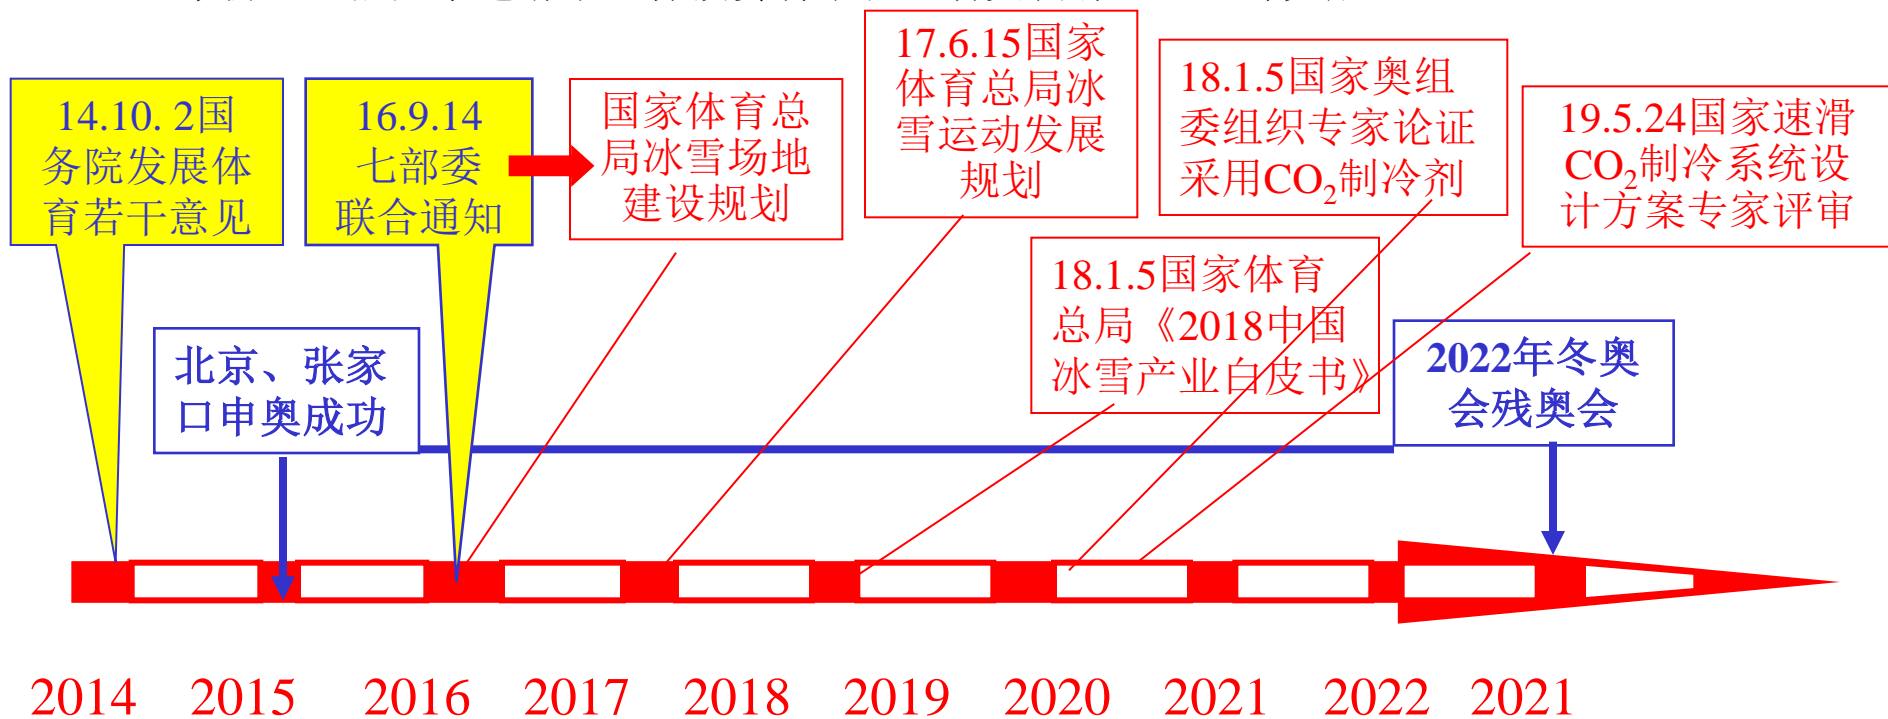 14.10. 2国
务院发展体
育若干意见
16.9.14
七部委
联合通知
国家体育总
局冰雪场地
建设规划
17.6.15国家
体育总局冰
雪运动发展
规划
18.1.5国家奥组
委组织专家论证
采用CO₂制冷剂
19.5.24国家速滑
CO₂制冷系统设
计方案专家评审
18.1.5国家体育
总局《2018中国
冰雪产业白皮书》
北京、张家
口申奥成功
2022年冬奥
会残奥会
2014 2015 2016 2017 2018 2019 2020 2021 2022 2021